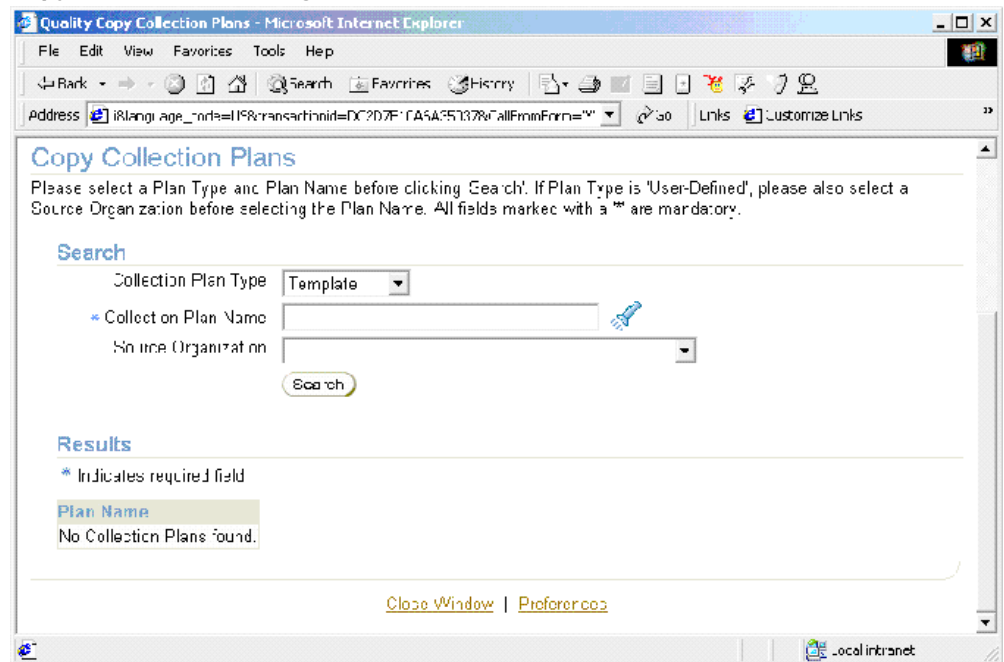 Quality Copy Collection Plans - Microsoft Internet Explorer
File Edit View Favorites Tools Help
Back Search Favorites History
Address Go Links Customize Links
Copy Collection Plans
Please select a Plan Type and Plan Name before clicking 'Search'. If Plan Type is 'User-Defined', please also select a
Source Organization before selecting the Plan Name. All fields marked with a '*' are mandatory.
Search
Collection Plan Type Template
* Collection Plan Name
Source Organization
Search
Results
* Indicates required field
Plan Name
No Collection Plans found.
Close Window | Preferences
Local intranet